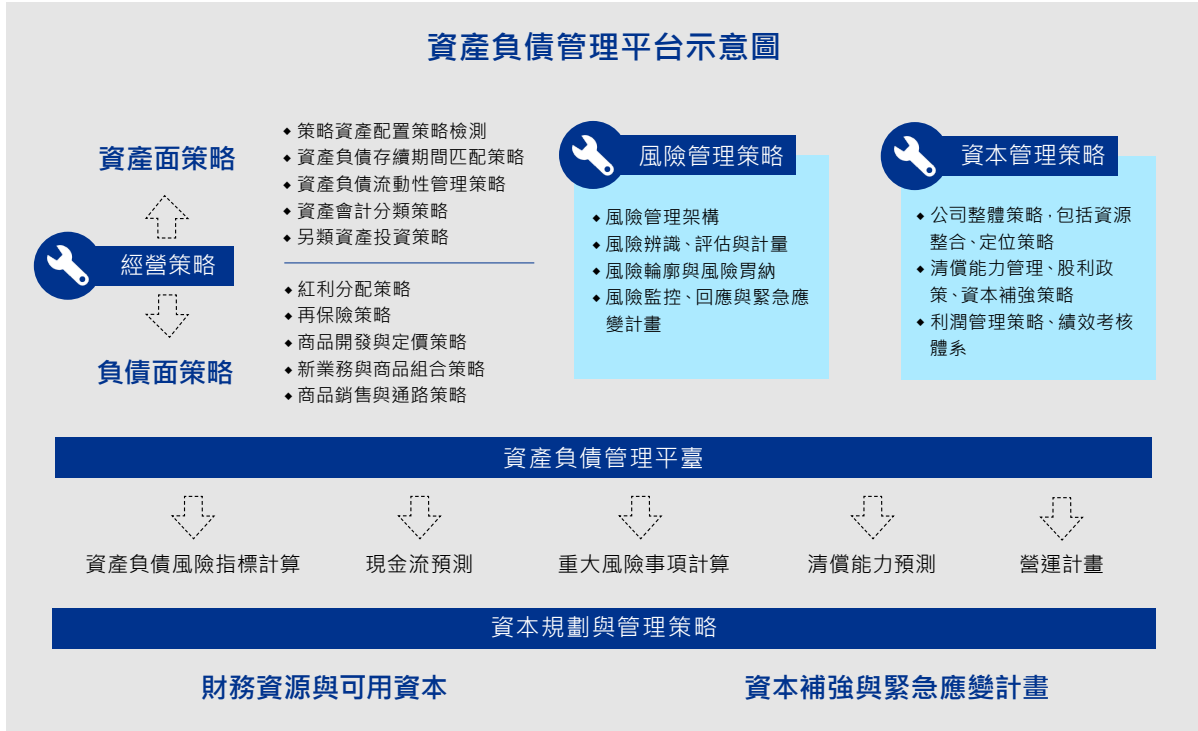 資產負債管理平台示意圖
資產面策略
經營策略
負債面策略
◆ 策略資產配置策略檢測
◆ 資產負債存續期間匹配策略
◆ 資產負債流動性管理策略
◆ 資產會計分類策略
◆ 另類資產投資策略
◆ 紅利分配策略
◆ 再保險策略
◆ 商品開發與定價策略
◆ 新業務與商品組合策略
◆ 商品銷售與通路策略
風險管理策略
◆ 風險管理架構
◆ 風險辨識、評估與計量
◆ 風險輪廓與風險胃納
◆ 風險監控、回應與緊急應
變計畫
資本管理策略
◆ 公司整體策略，包括資源
整合、定位策略
◆ 清償能力管理、股利政
策、資本補強策略
◆ 利潤管理策略、績效考核
體系
資產負債管理平臺
資產負債風險指標計算
現金流預測
重大風險事項計算
清償能力預測
營運計畫
資本規劃與管理策略
財務資源與可用資本
資本補強與緊急應變計畫